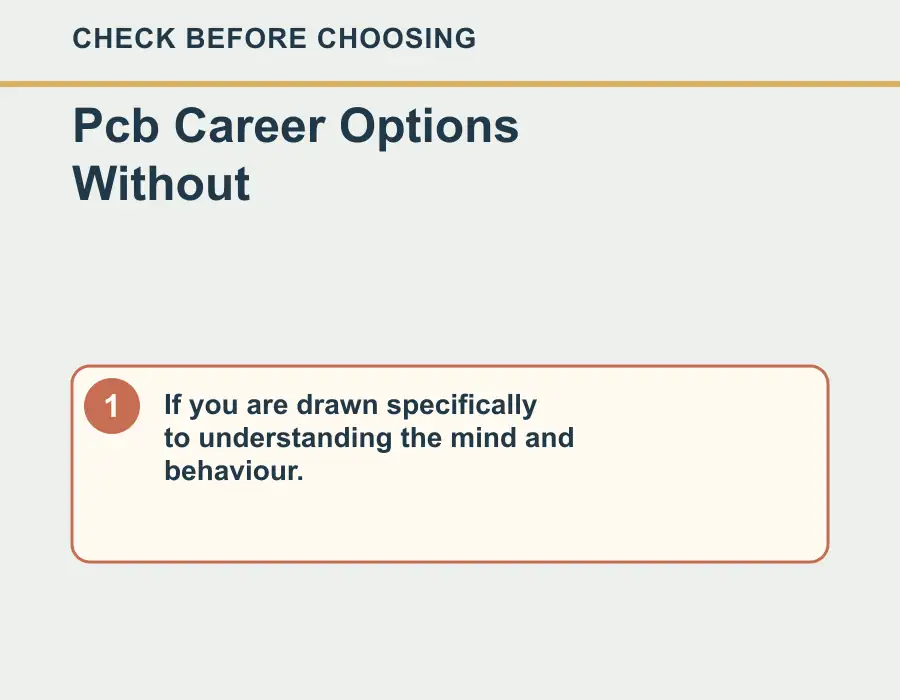 CHECK BEFORE CHOOSING
Pcb Career Options
Without
1
If you are drawn specifically
to understanding the mind and
behaviour.